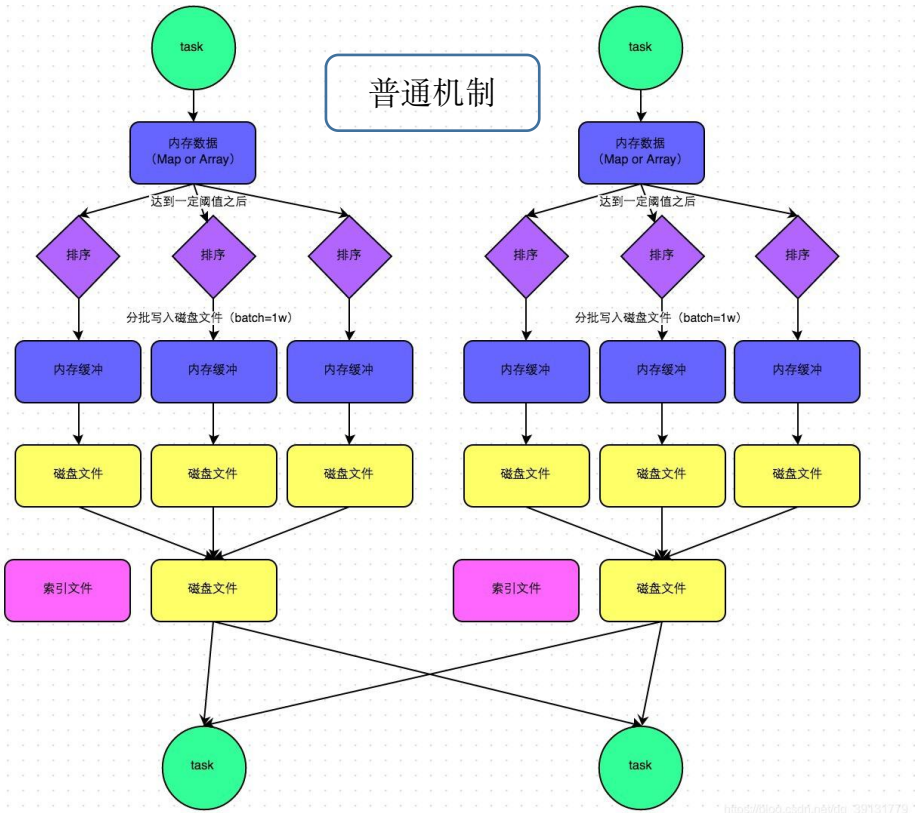 task
task
普通机制
内存数据
(Map or Array)
内存数据
(Map or Array)
达到一定阈值之后
达到一定阈值之后
排序
排序
排序
排序
排序
排序
分批写入磁盘文件（batch=1w）
分批写入磁盘文件（batch=1w）
内存缓冲
内存缓冲
内存缓冲
内存缓冲
内存缓冲
内存缓冲
磁盘文件
磁盘文件
磁盘文件
磁盘文件
磁盘文件
磁盘文件
索引文件
磁盘文件
索引文件
磁盘文件
task
task